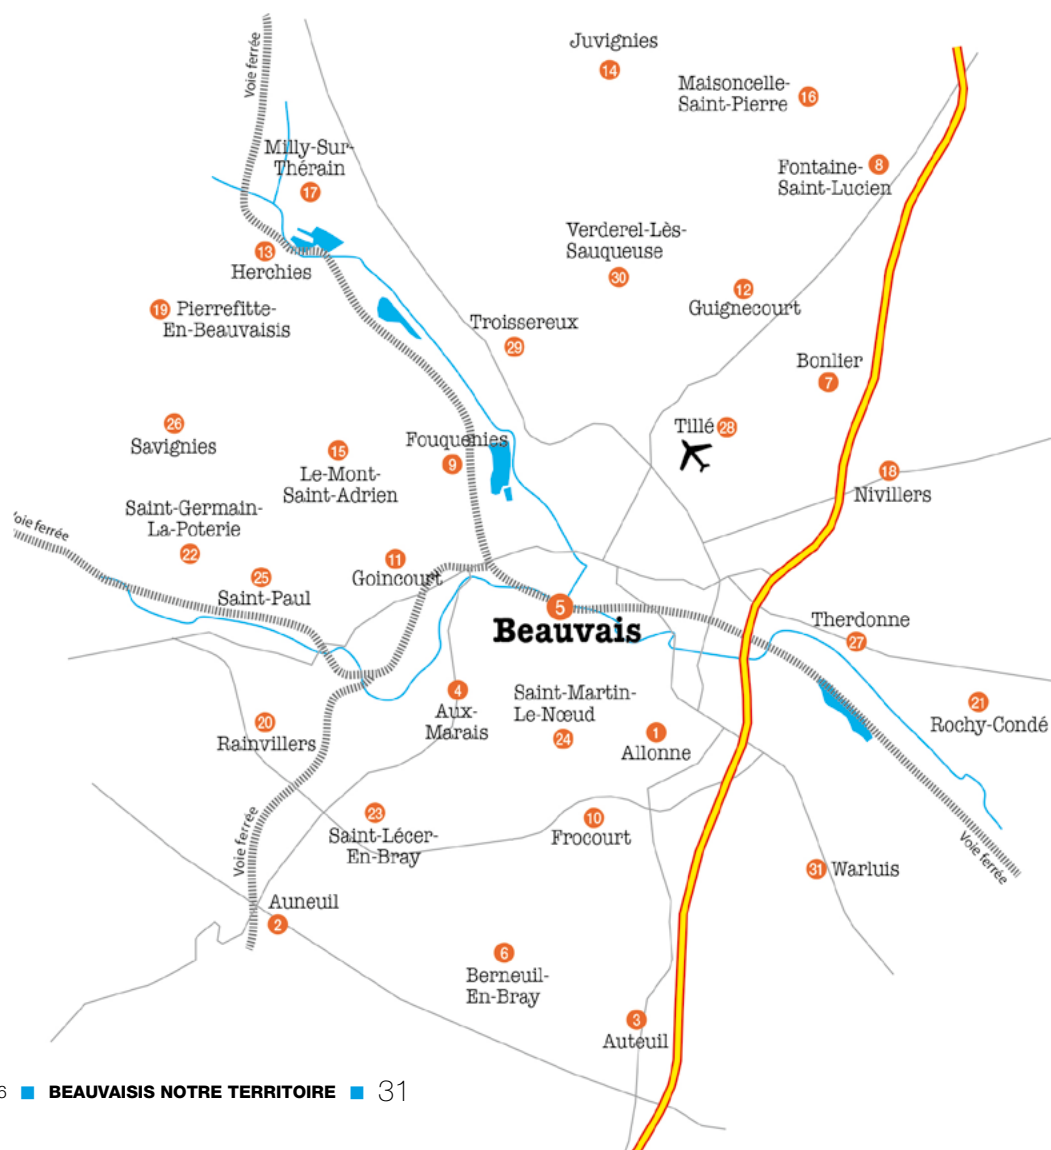 Juvignies
14
Voie ferrée
Maisoncelle-
Saint-Pierre
16
Milly-Sur-
Thérain
17
Fontaine-
Saint-Lucien
8
Verderel-Lès-
Sauqueuse
30
13
Herchies
12
Guignecourt
19
Pierrefitte-
En-Beauvaisis
Troissereux
29
Bonlier
7
26
Savignies
Tillé
28
Fouquenies
9
15
Le-Mont-
Saint-Adrien
18
Nivillers
Saint-Germain-
La-Poterie
22
Voie ferrée
11
Goincourt
25
Saint-Paul
5
Beauvais
Therdonne
27
4
Aux-
Marais
Saint-Martin-
Le-Nœud
24
21
Rochy-Condé
20
Rainvillers
1
Allonne
23
Saint-Lécer-
En-Bray
10
Frocourt
Voie ferrée
Voie ferrée
31
Warluis
Auneuil
2
6
Berneuil-
En-Bray
3
Auteuil
6 ■ BEAUVAISIS NOTRE TERRITOIRE ■ 31